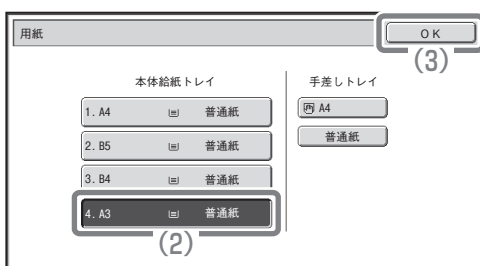 用紙
OK
(3)
本体給紙トレイ
手差しトレイ
1. A4 普通紙
A4
2. B5 普通紙
普通紙
3. B4 普通紙
4. A3 普通紙
(2)